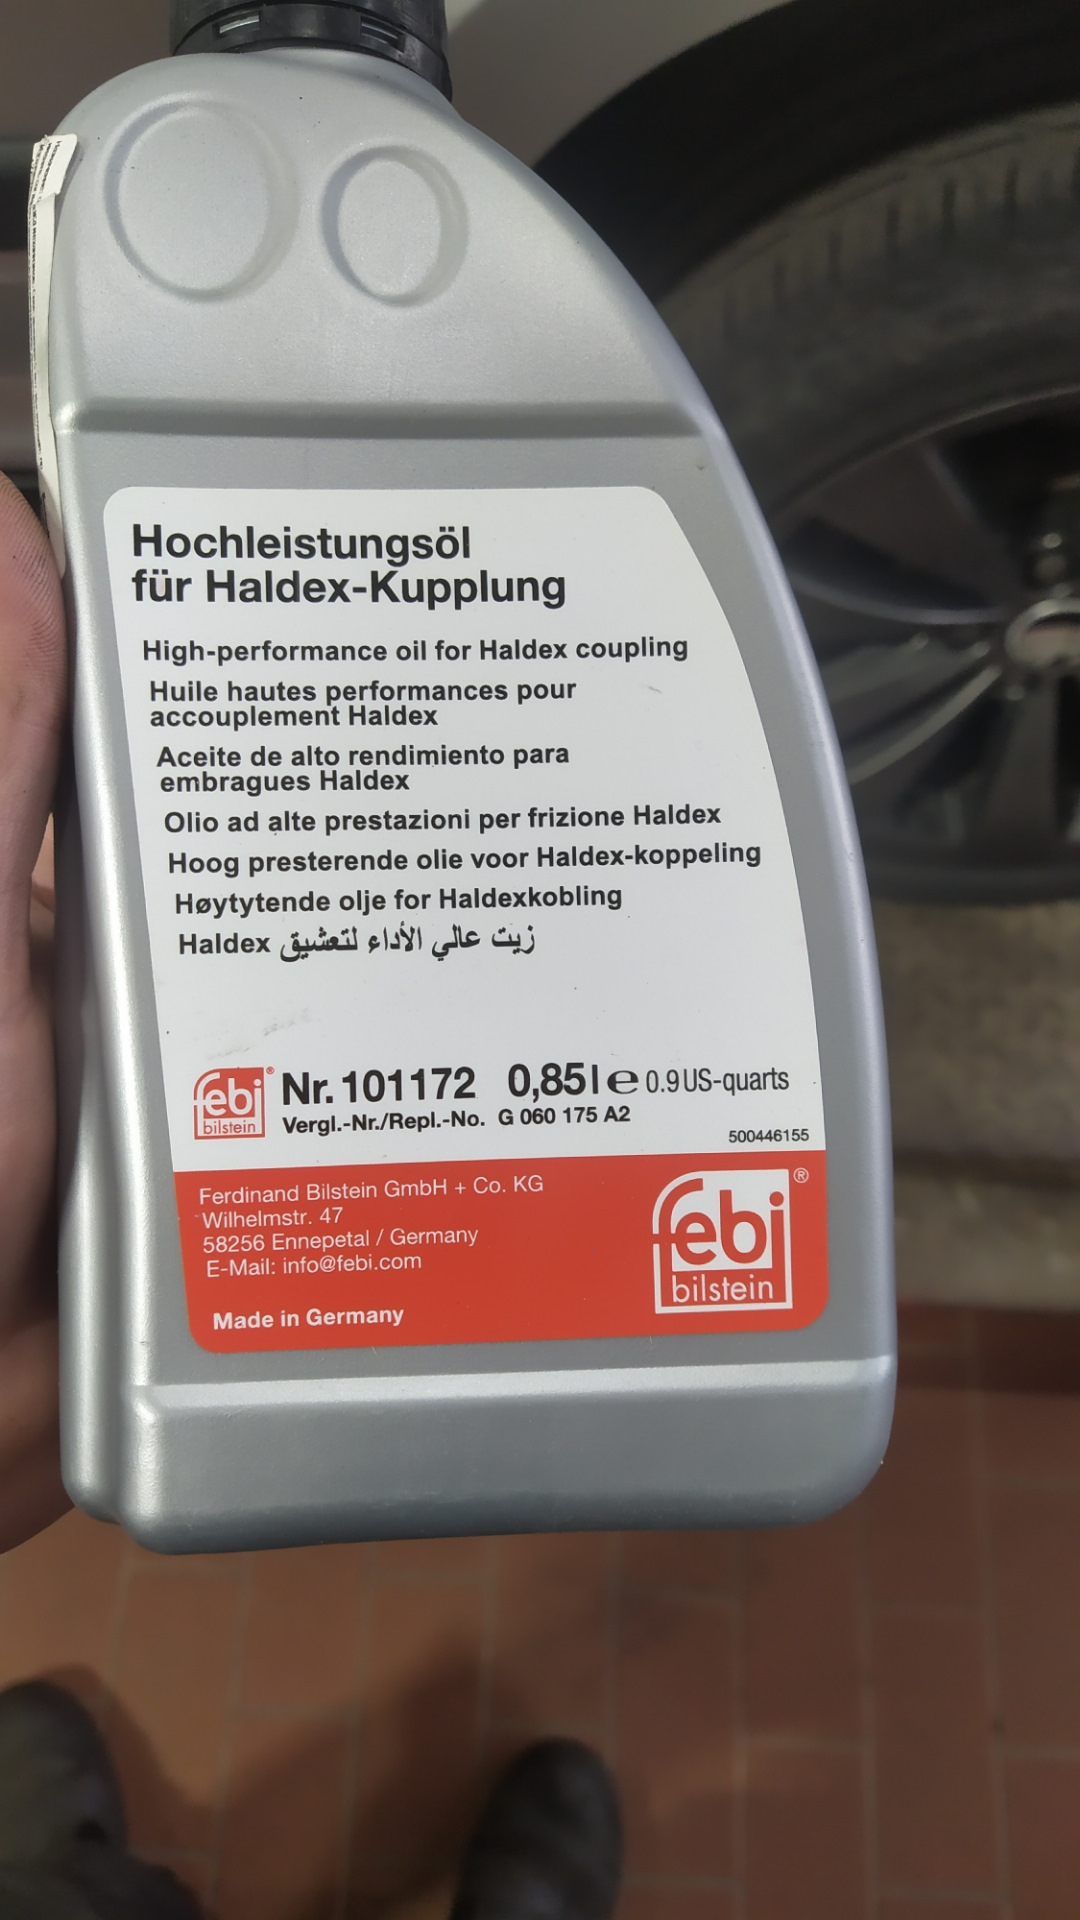 Hochleistungsöl
für Haldex-Kupplung
High-performance oil for Haldex coupling
Huile hautes performances pour
accouplement Haldex
Aceite de alto rendimiento para
embragues Haldex
Olio ad alte prestazioni per frizione Haldex
Hoog presterende olie voor Haldex-koppeling
Høytytende olje for Haldexkobling
زيت عالي الأداء لتعشيق Haldex
febi® bilstein Nr. 101172 0,85 l e 0.9 US-quarts
Vergl.-Nr./Repl.-No. G 060 175 A2
500446155
Ferdinand Bilstein GmbH + Co. KG
Wilhelmstr. 47
58256 Ennepetal / Germany
E-Mail: info@febi.com
Made in Germany
febi®
bilstein